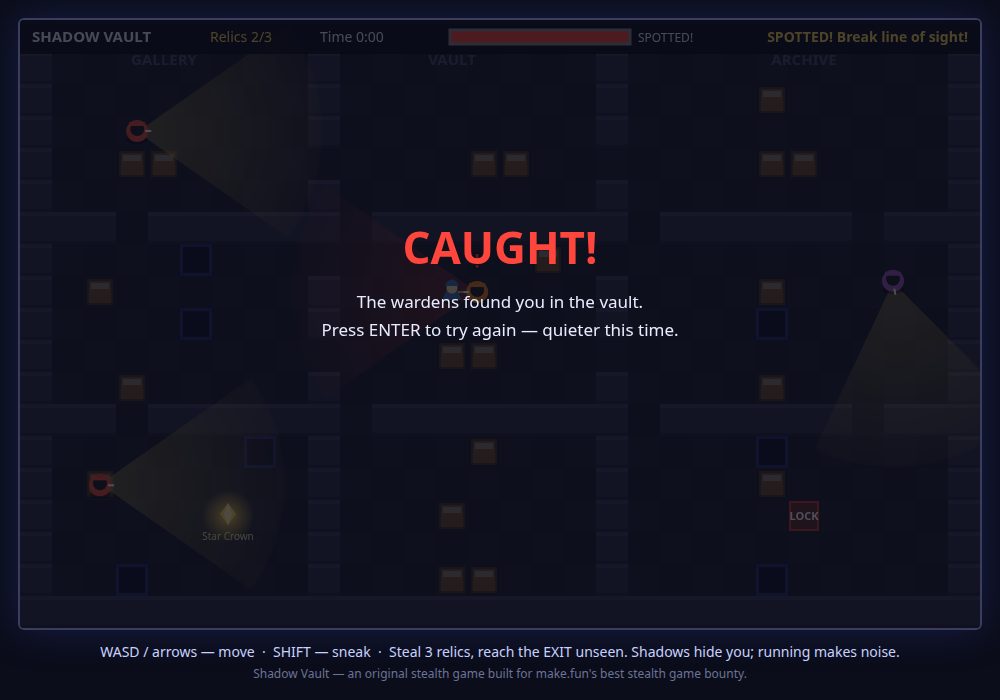 SHADOW VAULT Relics 2/3 Time 0:00 SPOTTED! SPOTTED! Break line of sight!
GALLERY VAULT ARCHIVE
CAUGHT!
The wardens found you in the vault.
Press ENTER to try again — quieter this time.
LOCK
Star Crown
WASD / arrows — move · SHIFT — sneak · Steal 3 relics, reach the EXIT unseen. Shadows hide you; running makes noise.
Shadow Vault — an original stealth game built for make.fun's best stealth game bounty.